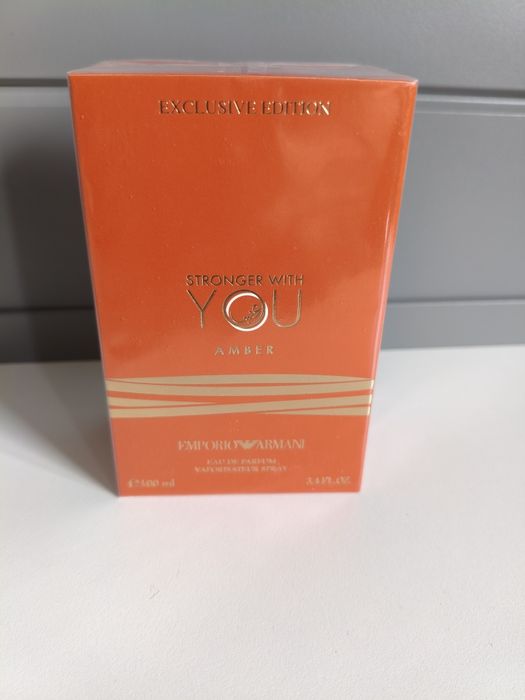 EXCLUSIVE EDITION
STRONGER WITH
YOU
AMBER
EMPORIO ARMANI
EAU DE PARFUM
VAPORISATEUR SPRAY
℮ 100 ml 3.4 FL.OZ.